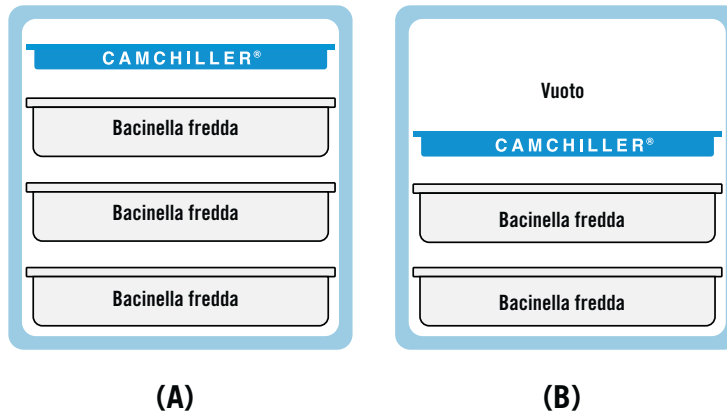 CAMCHILLER®
Bacinella fredda
Bacinella fredda
Bacinella fredda
(A)
Vuoto
CAMCHILLER®
Bacinella fredda
Bacinella fredda
(B)